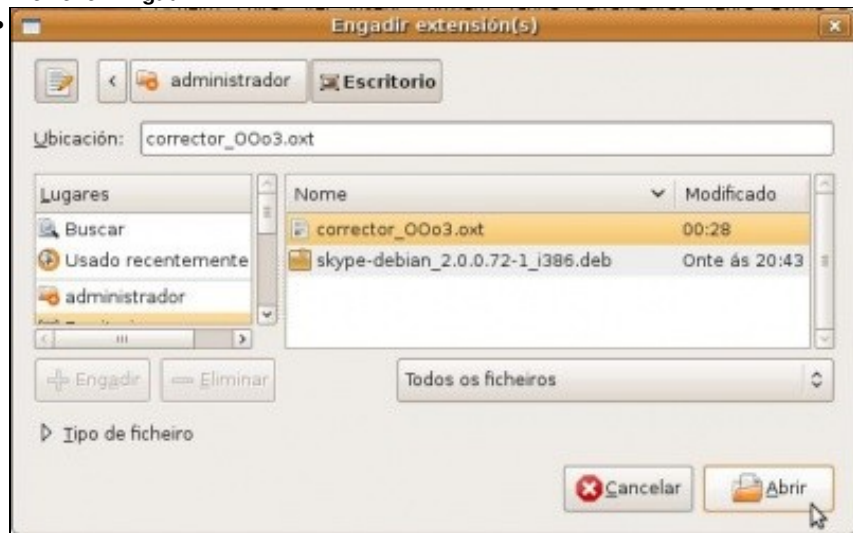 Engadir extensión(s)
administrador Escritorio
Ubicación: corrector_OOo3.oxt
Lugares Nome Modificado
Buscar corrector_OOo3.oxt 00:28
Usado recentemente skype-debian_2.0.0.72-1_i386.deb Onte ás 20:43
administrador
Engadir Eliminar Todos os ficheiros
Tipo de ficheiro
Cancelar Abrir